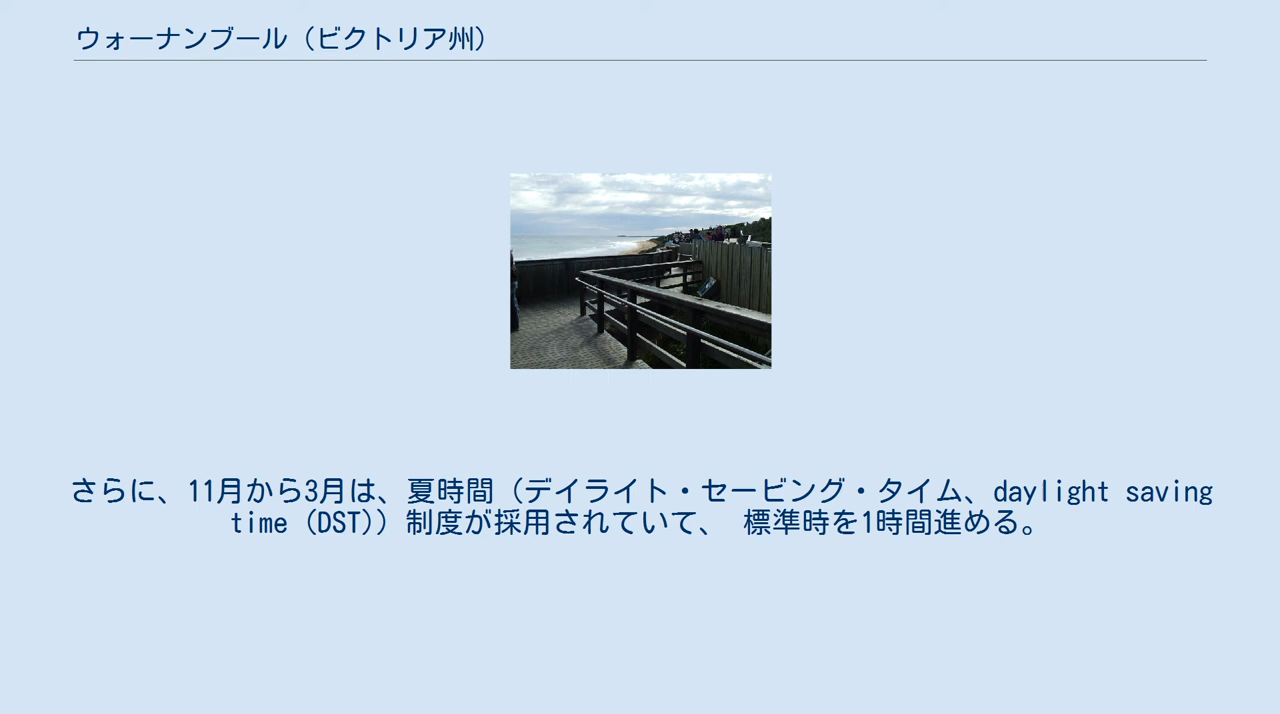 ウォーナンブール（ビクトリア州）
さらに、11月から3月は、夏時間（デイライト・セービング・タイム、daylight saving
time（DST））制度が採用されていて、 標準時を1時間進める。